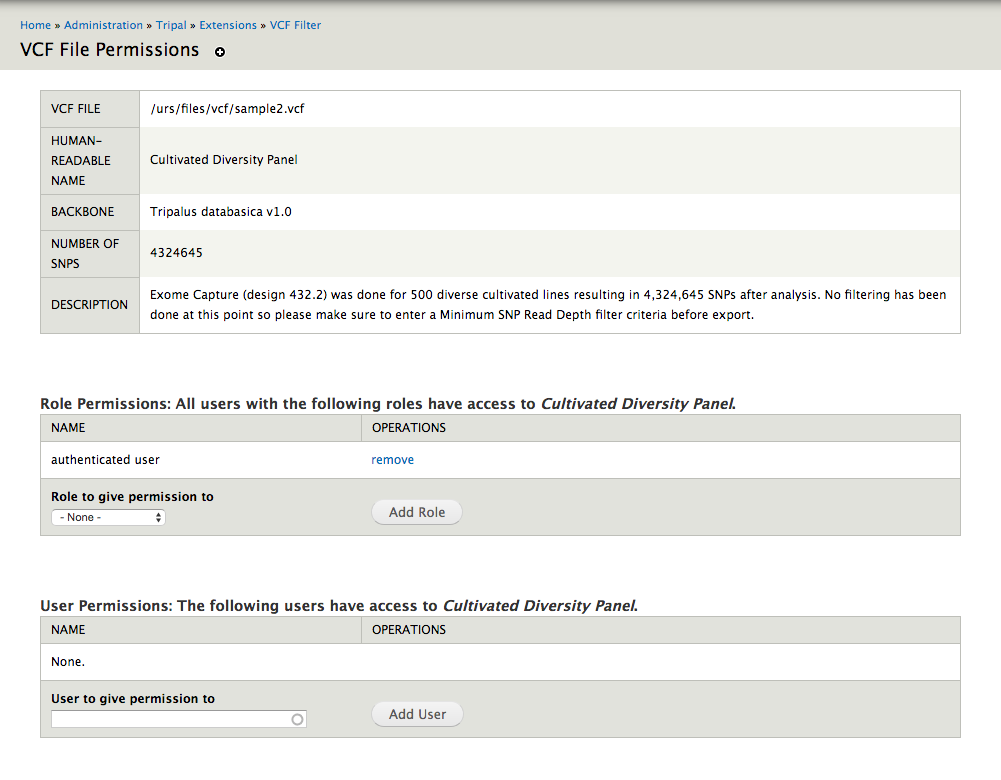 Home » Administration » Tripal » Extensions » VCF Filter
VCF File Permissions
VCF FILE
/urs/files/vcf/sample2.vcf
HUMAN-
READABLE
NAME
Cultivated Diversity Panel
BACKBONE
Tripalus databasica v1.0
NUMBER OF
SNPS
4324645
DESCRIPTION
Exome Capture (design 432.2) was done for 500 diverse cultivated lines resulting in 4,324,645 SNPs after analysis. No filtering has been
done at this point so please make sure to enter a Minimum SNP Read Depth filter criteria before export.
Role Permissions: All users with the following roles have access to Cultivated Diversity Panel.
NAME OPERATIONS
authenticated user remove
Role to give permission to
- None -
Add Role
User Permissions: The following users have access to Cultivated Diversity Panel.
NAME OPERATIONS
None.
User to give permission to
Add User